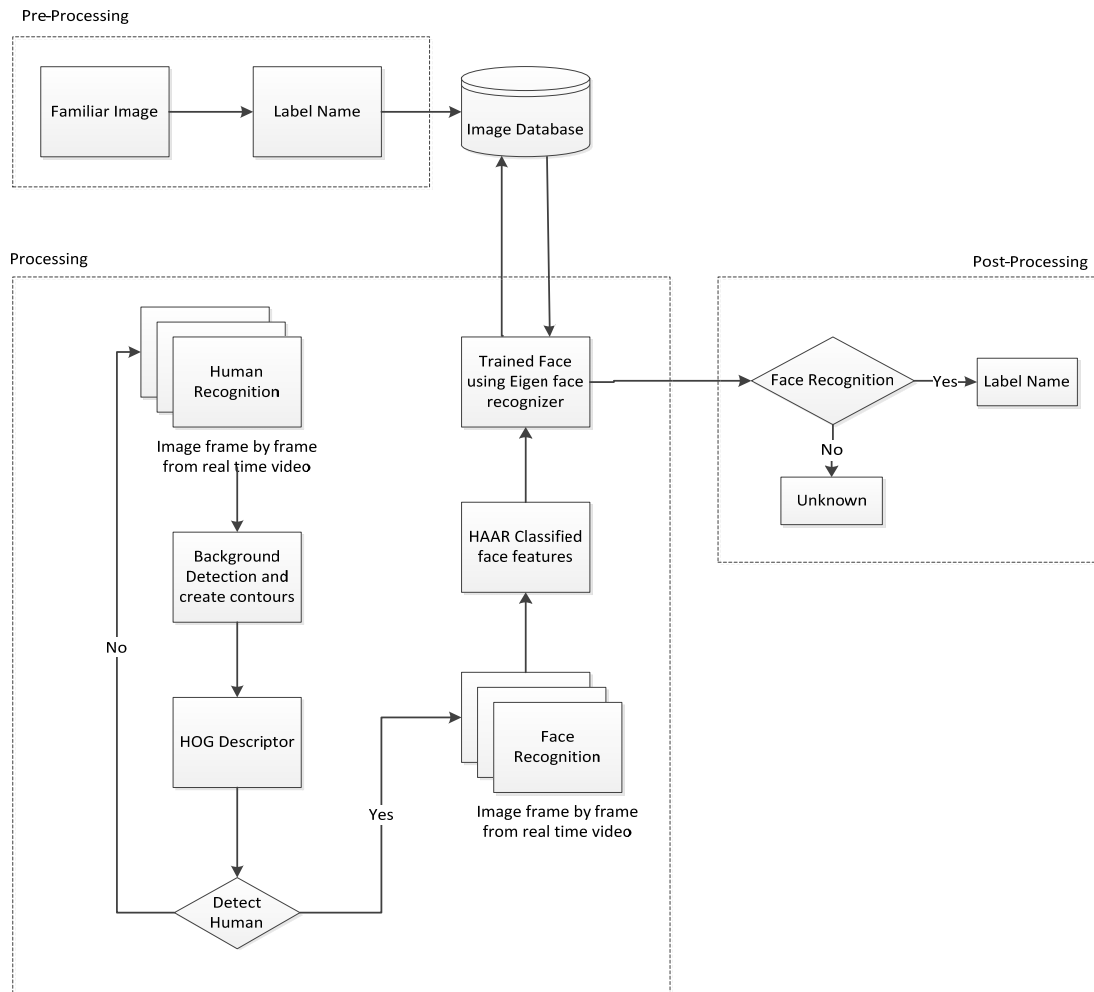 Pre-Processing
Familiar Image
Label Name
Image Database
Processing
Human
Recognition
Image frame by frame
from real time video
Background
Detection and
create contours
HOG Descriptor
Detect
Human
No
Yes
Face
Recognition
Image frame by frame
from real time video
HAAR Classified
face features
Trained Face
using Eigen face
recognizer
Post-Processing
Face Recognition
Yes
Label Name
No
Unknown